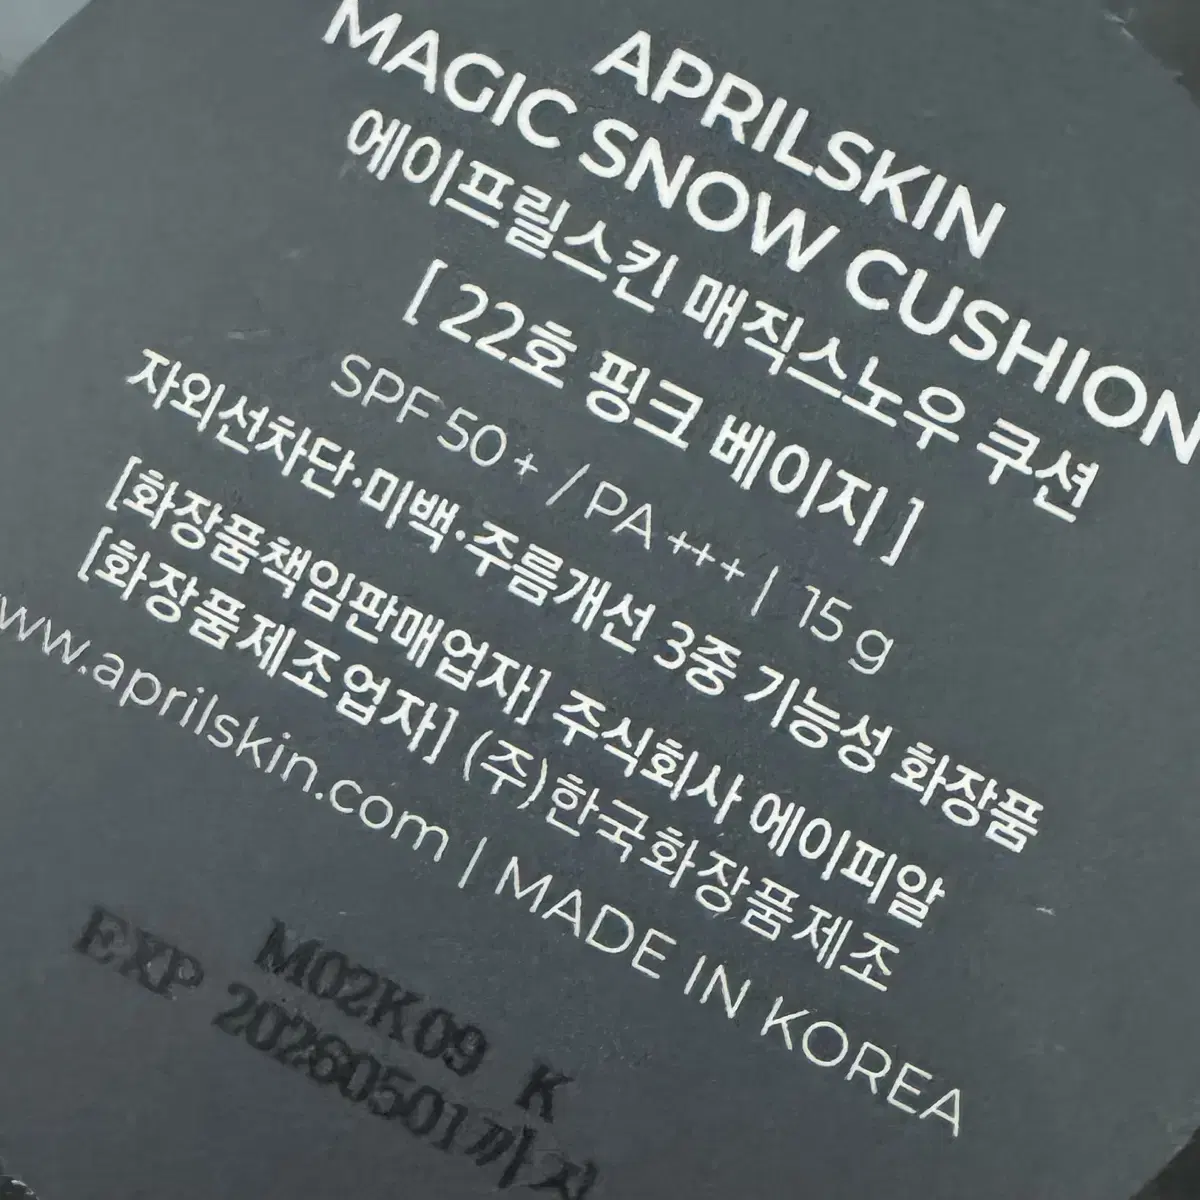 APRILSKIN
MAGIC SNOW CUSHION
에이프릴스킨 매직스노우 쿠션
[ 22호 핑크 베이지 ]
SPF 50+ / PA +++ | 15 g
자외선차단·미백·주름개선 3중 기능성 화장품
[화장품책임판매업자] 주식회사 에이피알
[화장품제조업자] (주)한국화장품제조
ww.aprilskin.com | MADE IN KOREA
M02K09 K
EXP 20260501까지